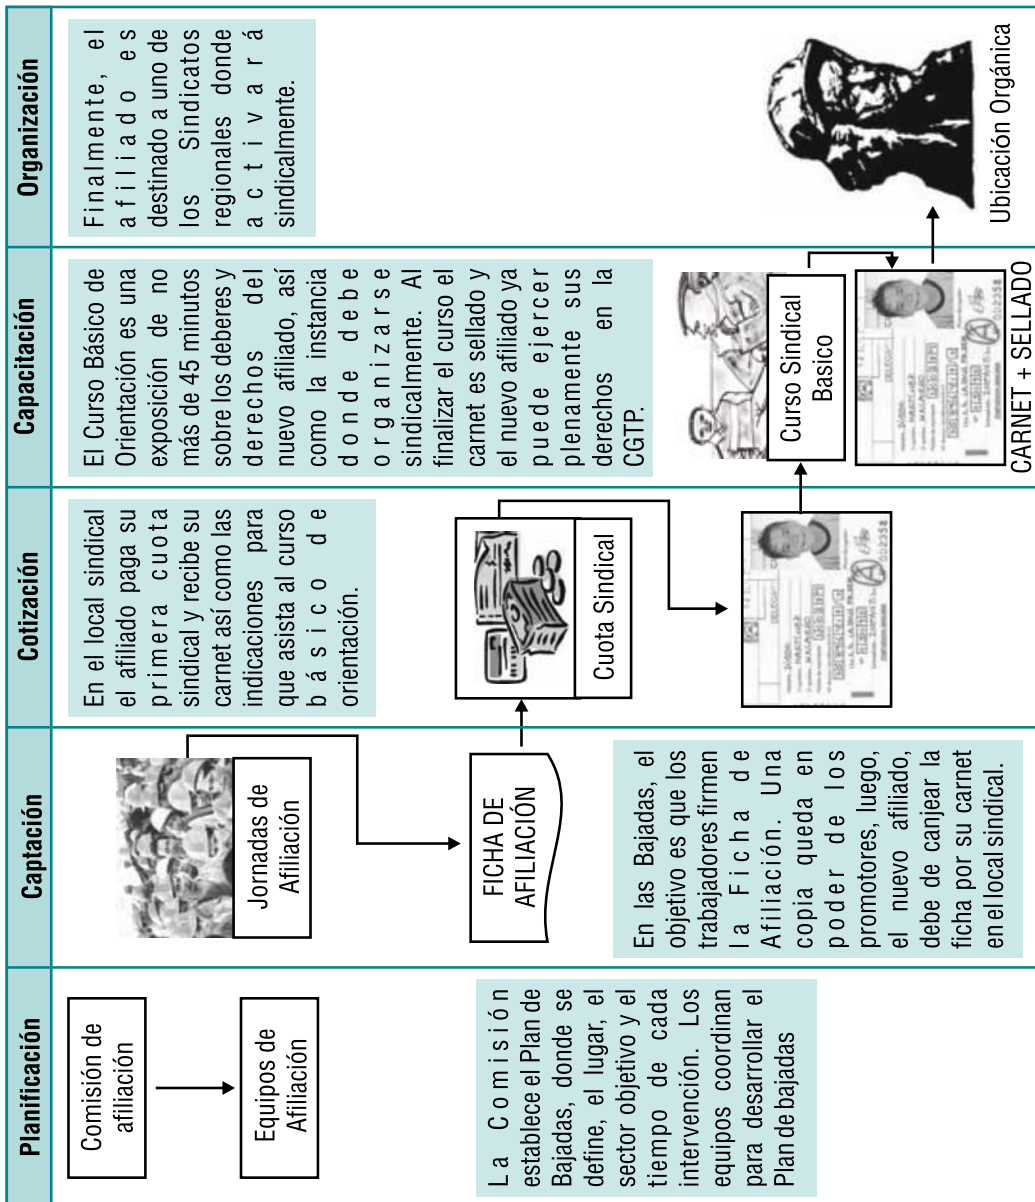 Planificación
Comisión de
afiliación
Equipos de
Afiliación
La Comisión
establece el Plan de
Bajadas, donde se
define, el lugar, el
sector objetivo y el
tiempo de cada
intervención. Los
equipos coordinan
para desarrollar el
Plan de bajadas
Captación
Jornadas de
Afiliación
FICHA DE
AFILIACIÓN
En las Bajadas, el
objetivo es que los
trabajadores firmen
la Ficha de
Afiliación. Una
copia queda en
poder de los
promotores, luego,
el nuevo afiliado,
debe de canjear la
ficha por su carnet
en el local sindical.
Cotización
En el local sindical
el afiliado paga su
primera cuota
sindical y recibe su
carnet así como las
indicaciones para
que asista al curso
básico de
orientación.
Cuota Sindical
002358
Capacitación
El Curso Básico de
Orientación es una
exposición de no
más de 45 minutos
sobre los deberes y
derechos del
nuevo afiliado, así
como la instancia
donde debe
organizarse
sindicalmente. Al
finalizar el curso el
carnet es sellado y
el nuevo afiliado ya
puede ejercer
plenamente sus
derechos en la
CGTP.
Curso Sindical
Basico
002358
CARNET + SELLADO
Organización
Finalmente, el
afiliado es
destinado a uno de
los Sindicatos
regionales donde
activará
sindicalmente.
Ubicación Orgánica